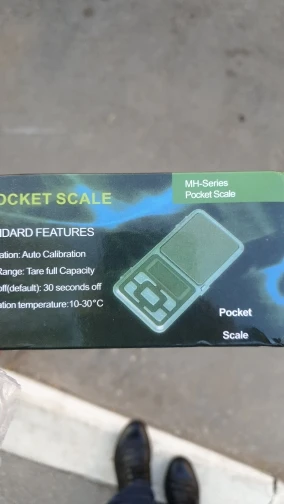 MH-Series
Pocket Scale
OCKET SCALE
NDARD FEATURES
ation: Auto Calibration
Range: Tare full Capacity
off(default): 30 seconds off
ation temperature:10-30°C
Pocket
Scale